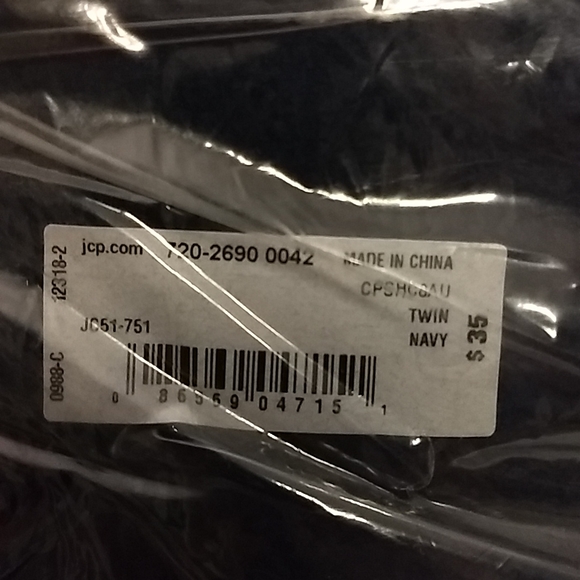 jcp.com 720-2690 0042 MADE IN CHINA
TWIN
JC51-751
NAVY
$ 35
0988-C 12318-2
0 86569 04715 1